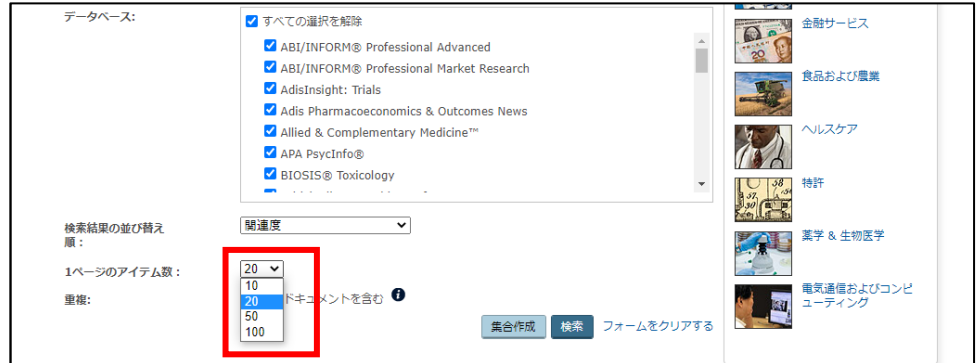 データベース:
すべての選択を解除
ABI/INFORM® Professional Advanced
ABI/INFORM® Professional Market Research
AdisInsight: Trials
Adis Pharmacoeconomics & Outcomes News
Allied & Complementary Medicine™
APA PsycInfo®
BIOSIS® Toxicology
検索結果の並び替え
順：
関連度
1ページのアイテム数：
20
10
20
50
100
重複:
ドキュメントを含む
集合作成 検索 フォームをクリアする
金融サービス
食品および農業
ヘルスケア
特許
薬学 & 生物医学
電気通信およびコンピ
ューティング